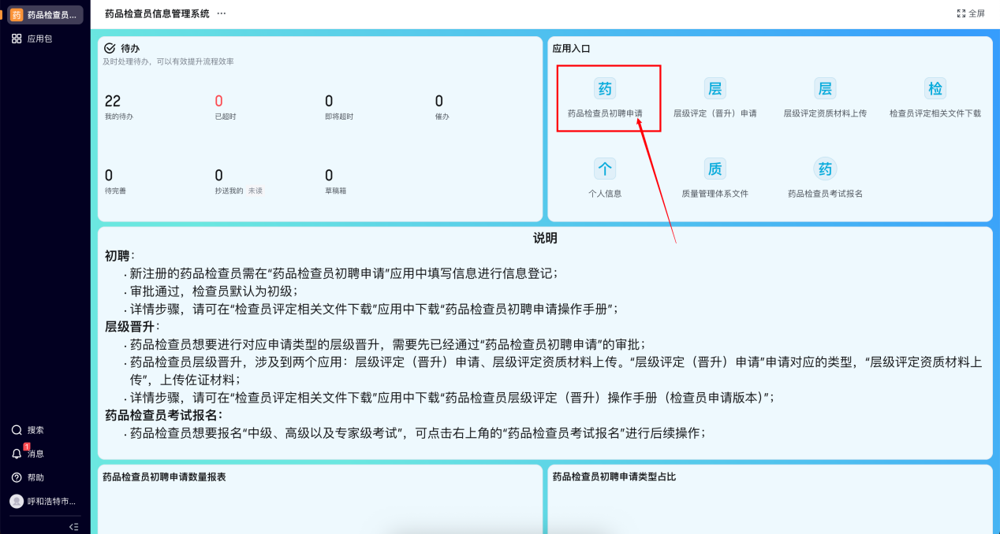 药 药品检查员...
应用包
搜索
1
消息
帮助
呼和浩特市...
药品检查员信息管理系统 ...
全屏
待办
及时处理待办，可以有效提升流程效率
22
我的待办
0
已超时
0
即将超时
0
催办
0
待完善
0
抄送我的 未读
0
草稿箱
应用入口
药
药品检查员初聘申请
层
层级评定（晋升）申请
层
层级评定资质材料上传
检
检查员评定相关文件下载
个
个人信息
质
质量管理体系文件
药
药品检查员考试报名
说明
初聘：
· 新注册的药品检查员需在“药品检查员初聘申请”应用中填写信息进行信息登记；
· 审批通过，检查员默认为初级；
· 详情步骤，请可在“检查员评定相关文件下载”应用中下载“药品检查员初聘申请操作手册”；
层级晋升：
· 药品检查员想要进行对应申请类型的层级晋升，需要先已经通过“药品检查员初聘申请”的审批；
· 药品检查员层级晋升，涉及到两个应用：层级评定（晋升）申请、层级评定资质材料上传。“层级评定（晋升）申请”申请对应的类型，“层级评定资质材料上
传”，上传佐证材料；
· 详情步骤，请可在“检查员评定相关文件下载”应用中下载“药品检查员层级评定（晋升）操作手册（检查员申请版本）”；
药品检查员考试报名：
· 药品检查员想要报名“中级、高级以及专家级考试”，可点击右上角的“药品检查员考试报名”进行后续操作；
药品检查员初聘申请数量报表
药品检查员初聘申请类型占比